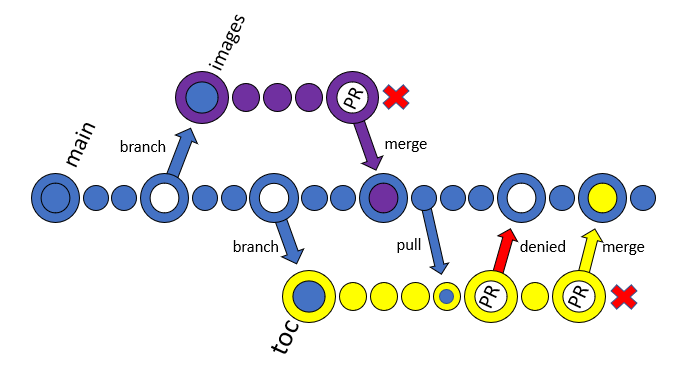 images
PR
main
branch
merge
branch
pull
denied
merge
PR
PR
toc